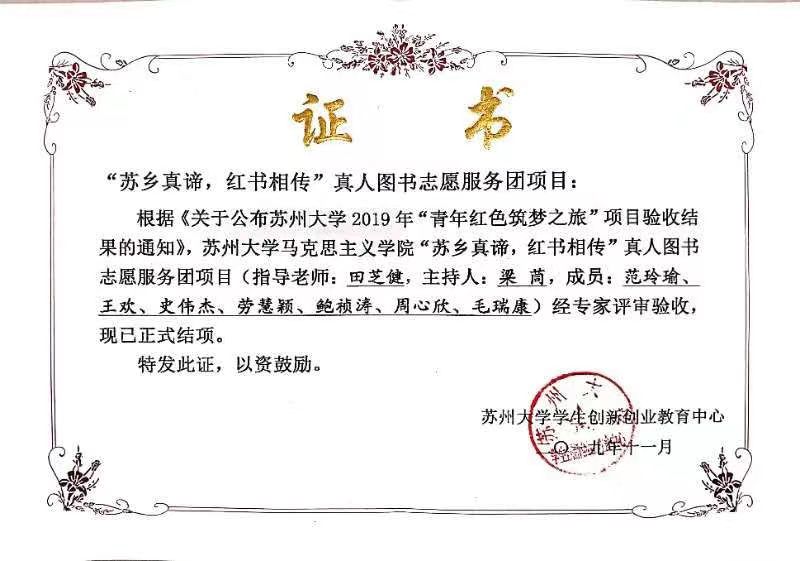 证 书
“苏乡真谛，红书相传”真人图书志愿服务团项目：
根据《关于公布苏州大学 2019 年“青年红色筑梦之旅”项目验收结
果的通知》，苏州大学马克思主义学院“苏乡真谛，红书相传”真人图书
志愿服务团项目（指导老师：田芝健，主持人：梁 茼，成员：范玲瑜、
王欢、史伟杰、劳慧颖、鲍祯涛、周心欣、毛瑞康）经专家评审验收，
现已正式结项。
特发此证，以资鼓励。
苏州大学学生创新创业教育中心
二〇一九年十一月
苏州大